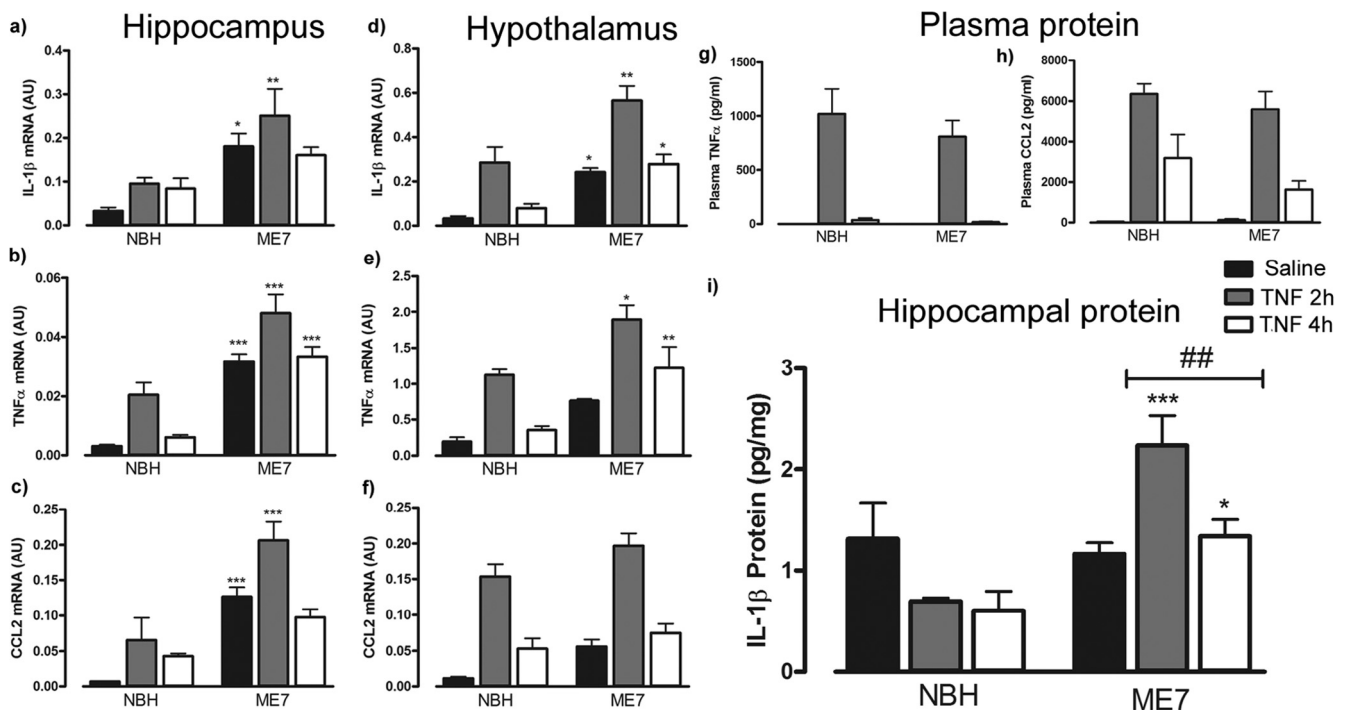 a) Hippocampus
IL-1β mRNA (AU)
0.4
0.3
0.2
0.1
0.0
*
**
NBH ME7
b)
TNFα mRNA (AU)
0.06
0.04
0.02
0.00
***
***
***
NBH ME7
c)
CCL2 mRNA (AU)
0.25
0.20
0.15
0.10
0.05
0.00
***
***
NBH ME7
d) Hypothalamus
IL-1β mRNA (AU)
0.8
0.6
0.4
0.2
0.0
*
**
*
NBH ME7
e)
TNFα mRNA (AU)
2.5
2.0
1.5
1.0
0.5
0.0
*
**
NBH ME7
f)
CCL2 mRNA (AU)
0.25
0.20
0.15
0.10
0.05
0.00
NBH ME7
Plasma protein
g)
Plasma TNFα (pg/ml)
1500
1000
500
0
NBH ME7
h)
Plasma CCL2 (pg/ml)
8000
6000
4000
2000
0
NBH ME7
Saline
TNF 2h
TNF 4h
i) Hippocampal protein
IL-1β Protein (pg/mg)
3
2
1
1
##
***
*
NBH ME7